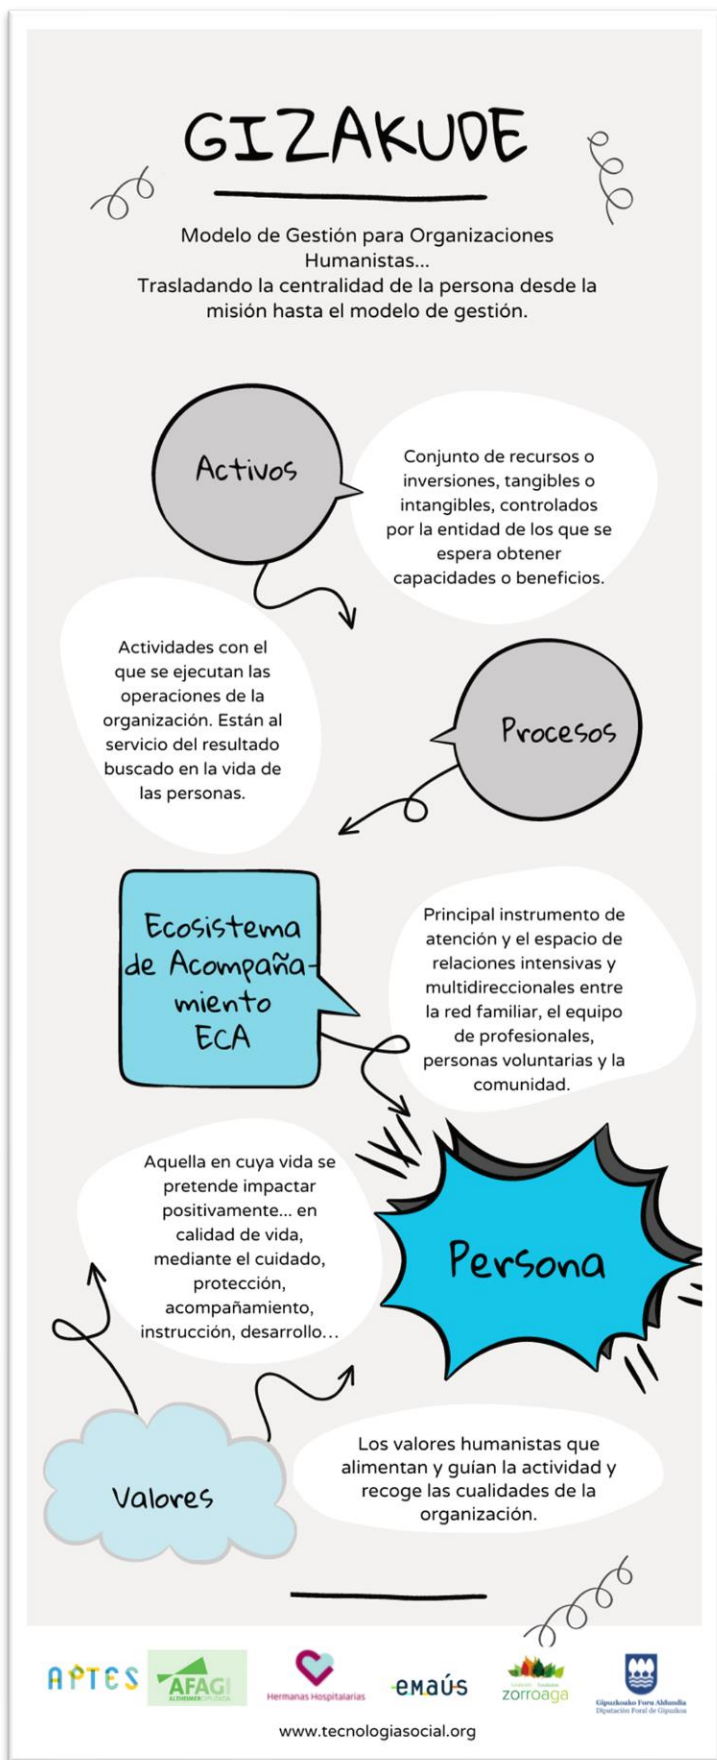 GIZAKUDE
Modelo de Gestión para Organizaciones
Humanistas...
Trasladando la centralidad de la persona desde la
misión hasta el modelo de gestión.
Activos
Conjunto de recursos o
inversiones, tangibles o
intangibles, controlados
por la entidad de los que se
espera obtener
capacidades o beneficios.
Actividades con el
que se ejecutan las
operaciones de la
organización. Están al
servicio del resultado
buscado en la vida de
las personas.
Procesos
Ecosistema
de Acompaña-
miento
ECA
Principal instrumento de
atención y el espacio de
relaciones intensivas y
multidireccionales entre
la red familiar, el equipo
de profesionales,
personas voluntarias y la
comunidad.
Aquella en cuya vida se
pretende impactar
positivamente... en
calidad de vida,
mediante el cuidado,
protección,
acompañamiento,
instrucción, desarrollo...
Persona
Valores
Los valores humanistas que
alimentan y guían la actividad y
recoge las cualidades de la
organización.
APTES
AFAGI
Hermanas Hospitalarias
emaús
zorroaga
Gipuzkoako Foru Aldundia
Diputación Foral de Gipuzkoa
www.tecnologiasocial.org